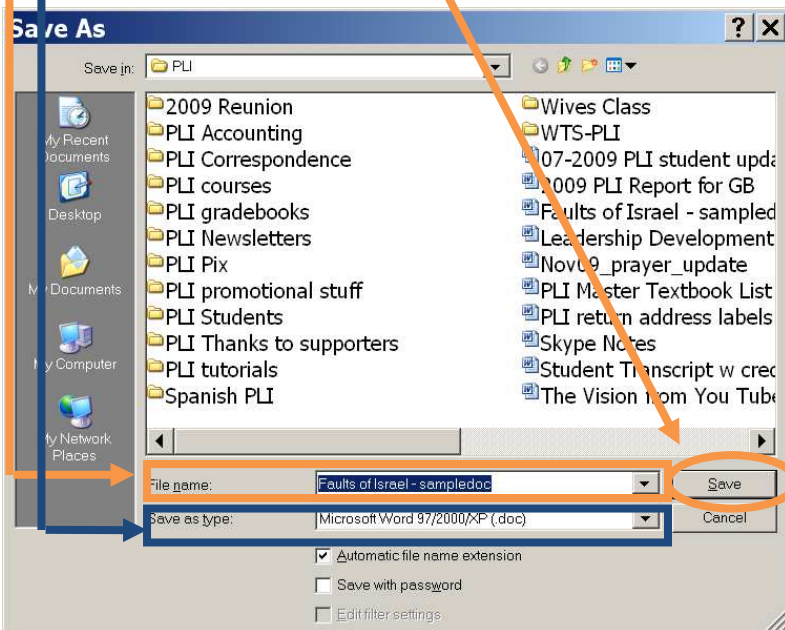 Save As
Save in: PLI
My Recent Documents
Desktop
My Documents
My Computer
My Network Places
2009 Reunion
PLI Accounting
PLI Correspondence
PLI courses
PLI gradebooks
PLI Newsletters
PLI Pix
PLI promotional stuff
PLI Students
PLI Thanks to supporters
PLI tutorials
Spanish PLI
Wives Class
WTS-PLI
07-2009 PLI student upda
2009 PLI Report for GB
Faults of Israel - sampled
Leadership Development
Nov09_prayer_update
PLI Master Textbook List
PLI return address labels
Skype Notes
Student Transcript w cred
The Vision from You Tube
File name: Faults of Israel - sampledoc
Save
Save as type: Microsoft Word 97/2000/XP (.doc)
Cancel
Automatic file name extension
Save with password
Edit filter settings